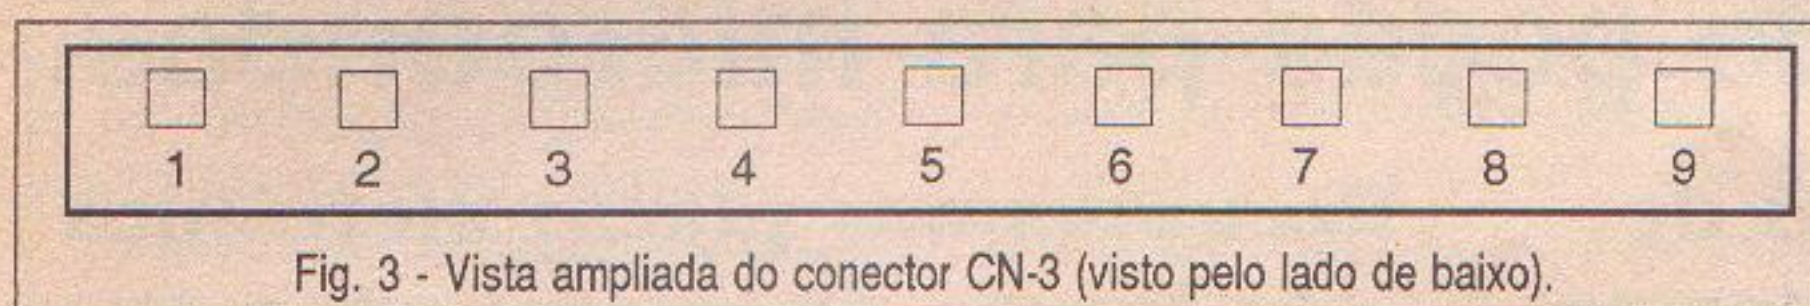 1 2 3 4 5 6 7 8 9
Fig. 3 - Vista ampliada do conector CN-3 (visto pelo lado de baixo).